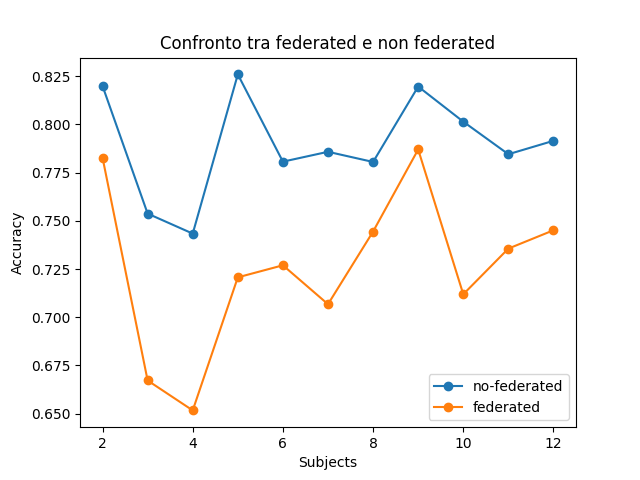 Confronto tra federated e non federated
Accuracy
0.825
0.800
0.775
0.750
0.725
0.700
0.675
0.650
2 4 6 8 10 12
Subjects
no-federated
federated